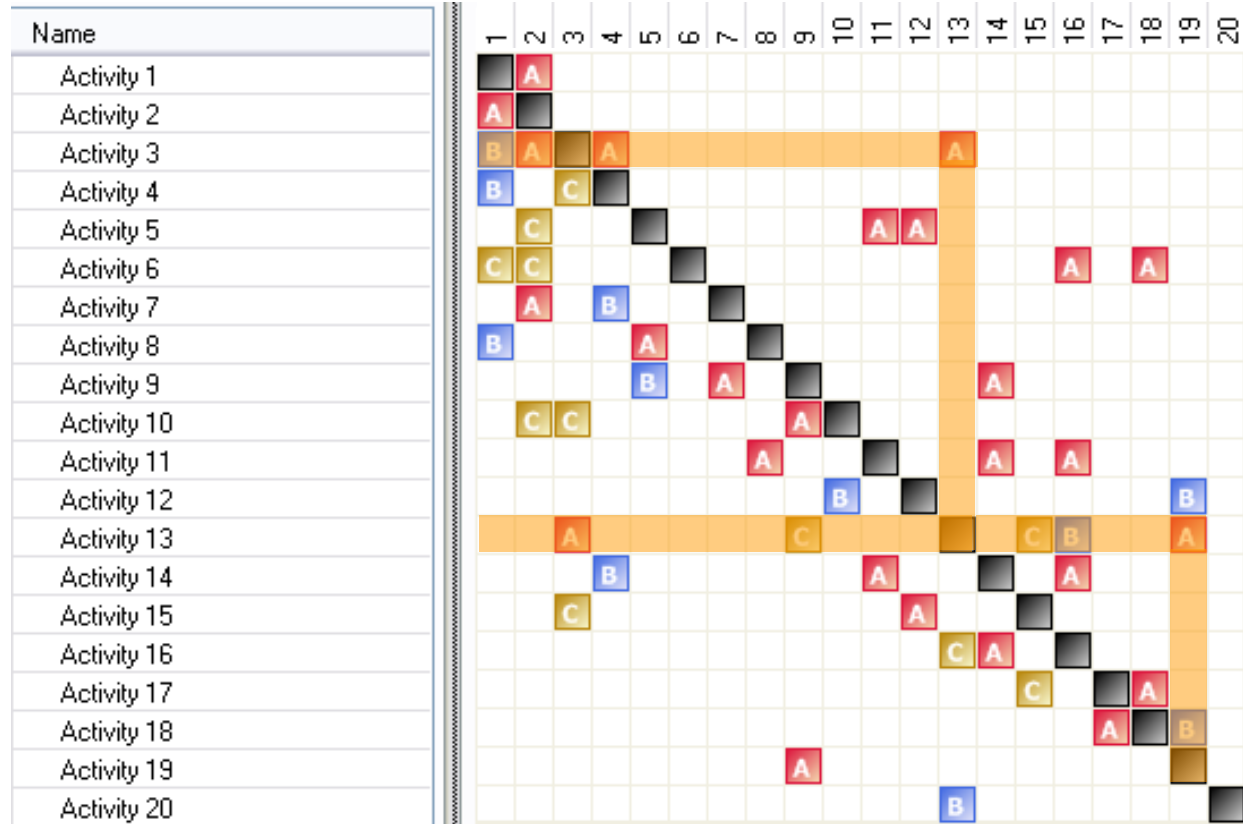 Name 1 2 3 4 5 6 7 8 9 10 11 12 13 14 15 16 17 18 19 20
Activity 1 A
Activity 2 A
Activity 3 B A A A
Activity 4 B C
Activity 5 C A A
Activity 6 C C A A
Activity 7 A B
Activity 8 B A
Activity 9 B A A
Activity 10 C C A
Activity 11 A A A
Activity 12 B B
Activity 13 A C C B A
Activity 14 B A A
Activity 15 C A
Activity 16 C A
Activity 17 C A
Activity 18 A B
Activity 19 A
Activity 20 B